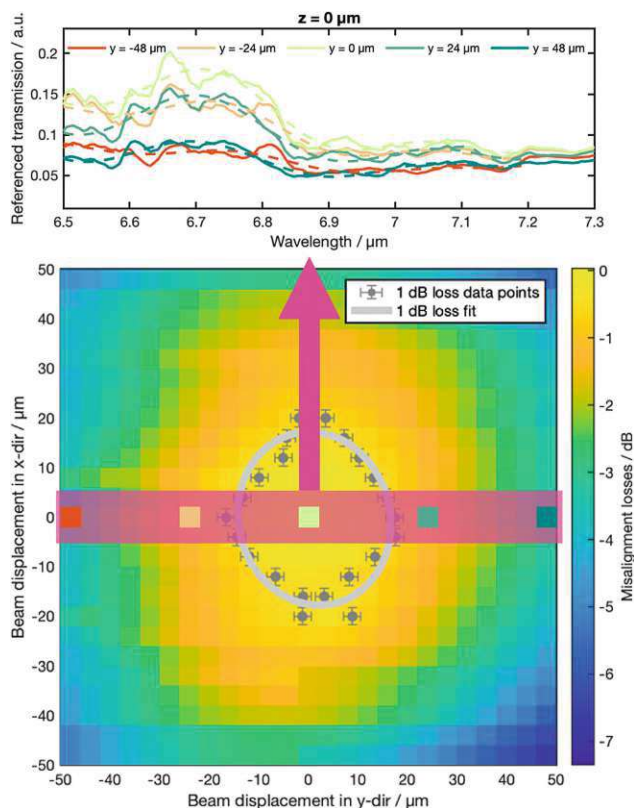 z = 0 µm
Referenced transmission / a.u.
0.2
0.15
0.1
0.05
y = -48 µm y = -24 µm y = 0 µm y = 24 µm y = 48 µm
6.5 6.6 6.7 6.8 6.9 7 7.1 7.2 7.3
Wavelength / µm
1 dB loss data points
1 dB loss fit
Beam displacement in x-dir / µm
50
40
30
20
10
0
-10
-20
-30
-40
-50
-50 -40 -30 -20 -10 0 10 20 30 40 50
Beam displacement in y-dir / µm
0
-1
-2
-3
-4
-5
-6
-7
Misalignment losses / dB